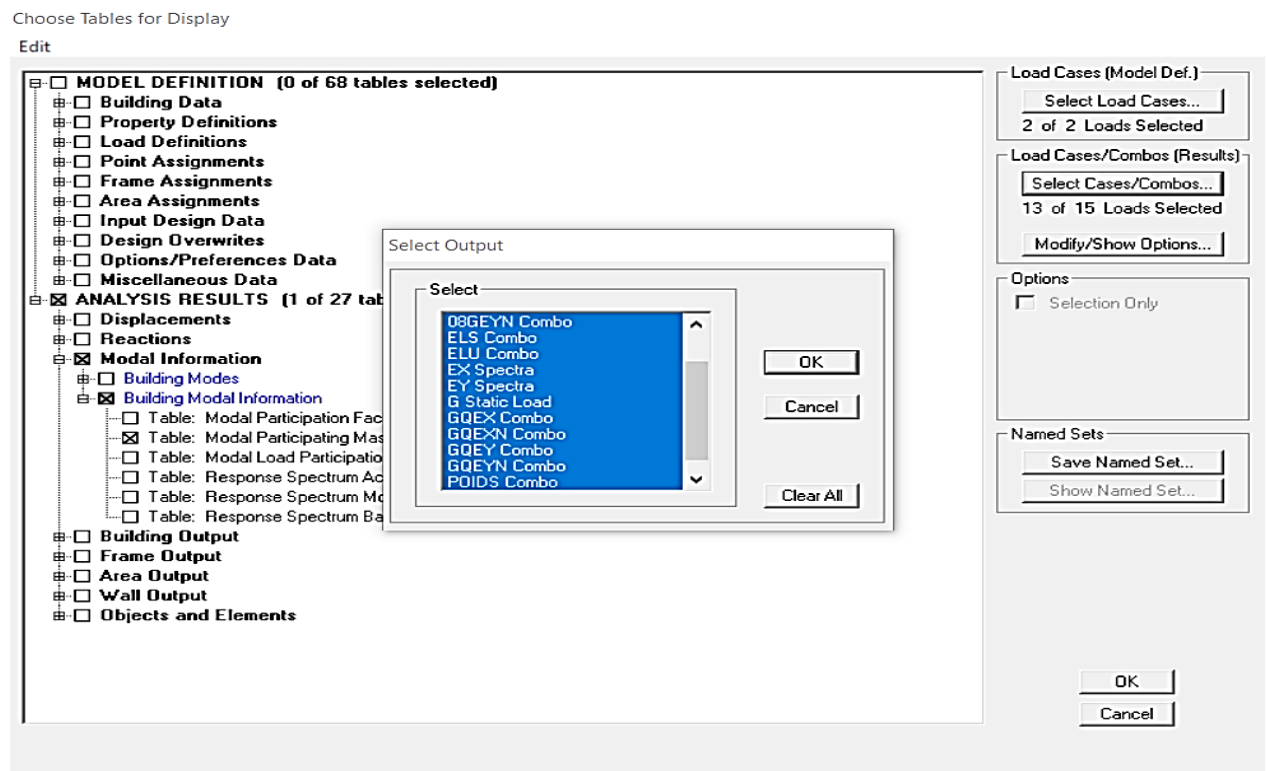 Choose Tables for Display
Edit
MODEL DEFINITION (0 of 68 tables selected)
Building Data
Property Definitions
Load Definitions
Point Assignments
Frame Assignments
Area Assignments
Input Design Data
Design Overwrites
Options/Preferences Data
Miscellaneous Data
ANALYSIS RESULTS (1 of 27 tab
Displacements
Reactions
Modal Information
Building Modes
Building Modal Information
Table: Modal Participation Fac
Table: Modal Participating Mas
Table: Modal Load Participatio
Table: Response Spectrum Ac
Table: Response Spectrum Mo
Table: Response Spectrum Ba
Building Output
Frame Output
Area Output
Wall Output
Objects and Elements
Select Output
Select
08GEYN Combo
ELS Combo
ELU Combo
EX Spectra
EY Spectra
G Static Load
GQEX Combo
GQEXN Combo
GQEY Combo
GQEYN Combo
POIDS Combo
OK
Cancel
Clear All
Load Cases (Model Def.)
Select Load Cases...
2 of 2 Loads Selected
Load Cases/Combos (Results)
Select Cases/Combos...
13 of 15 Loads Selected
Modify/Show Options...
Options
Selection Only
Named Sets
Save Named Set...
Show Named Set...
OK
Cancel